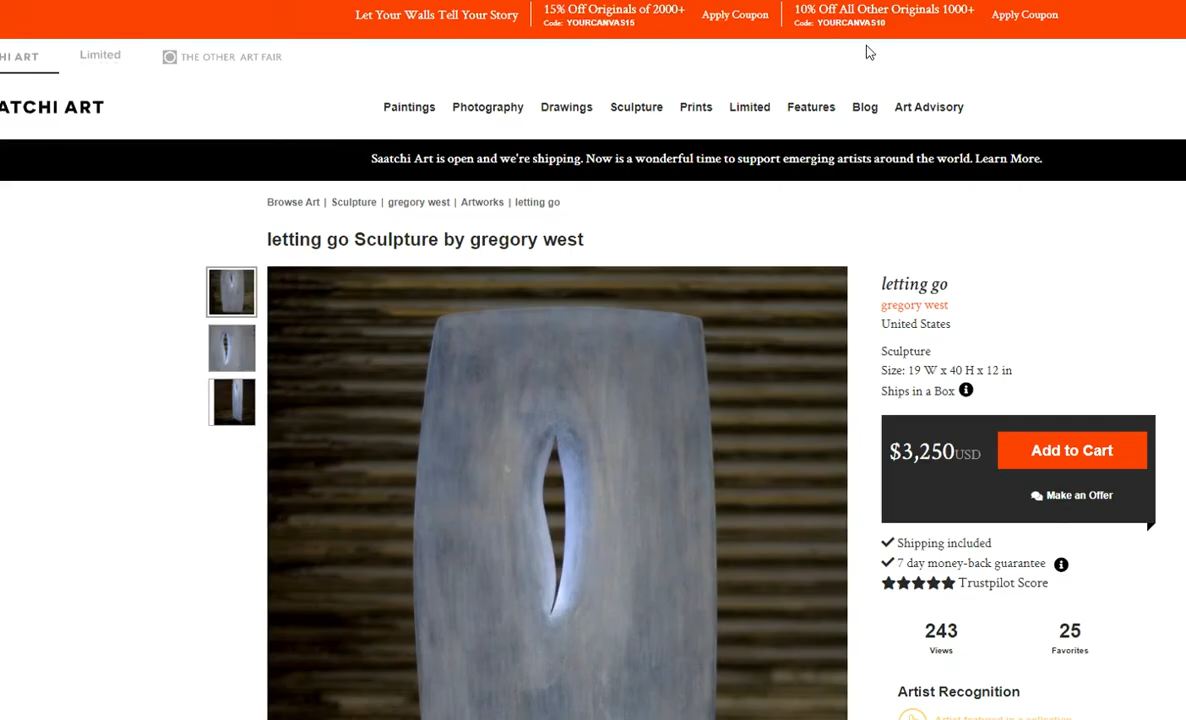 Let Your Walls Tell Your Story
15% Off Originals of 2000+
Code: YOURCANVAS15
Apply Coupon
10% Off All Other Originals 1000+
Code: YOURCANVAS10
Apply Coupon
HI ART
Limited
THE OTHER ART FAIR
ATCHI ART
Paintings Photography Drawings Sculpture Prints Limited Features Blog Art Advisory
Saatchi Art is open and we're shipping. Now is a wonderful time to support emerging artists around the world. Learn More.
Browse Art | Sculpture | gregory west | Artworks | letting go
letting go Sculpture by gregory west
letting go
gregory west
United States
Sculpture
Size: 19 W x 40 H x 12 in
Ships in a Box
$3,250USD
Add to Cart
Make an Offer
Shipping included
7 day money-back guarantee
Trustpilot Score
243
Views
25
Favorites
Artist Recognition
Artist featured in a collection